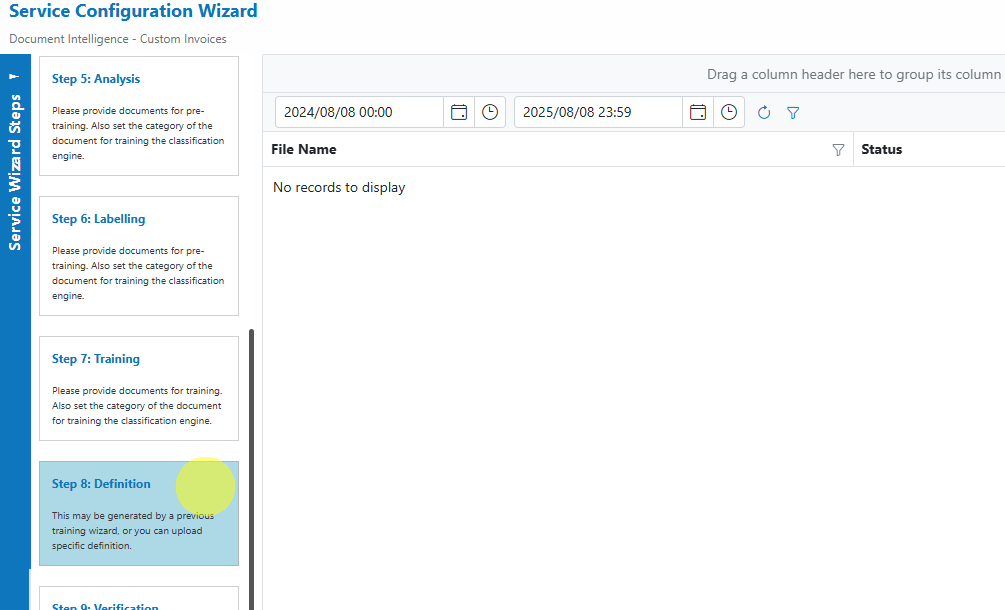 Service Configuration Wizard
Document Intelligence - Custom Invoices
Service Wizard Steps
Step 5: Analysis
Please provide documents for pre-
training. Also set the category of the
document for training the classification
engine.
Step 6: Labelling
Please provide documents for pre-
training. Also set the category of the
document for training the classification
engine.
Step 7: Training
Please provide documents for training.
Also set the category of the document
for training the classification engine.
Step 8: Definition
This may be generated by a previous
training wizard, or you can upload
specific definition.
Step 9: Verification
Drag a column header here to group its column
2024/08/08 00:00
2025/08/08 23:59
File Name
Status
No records to display